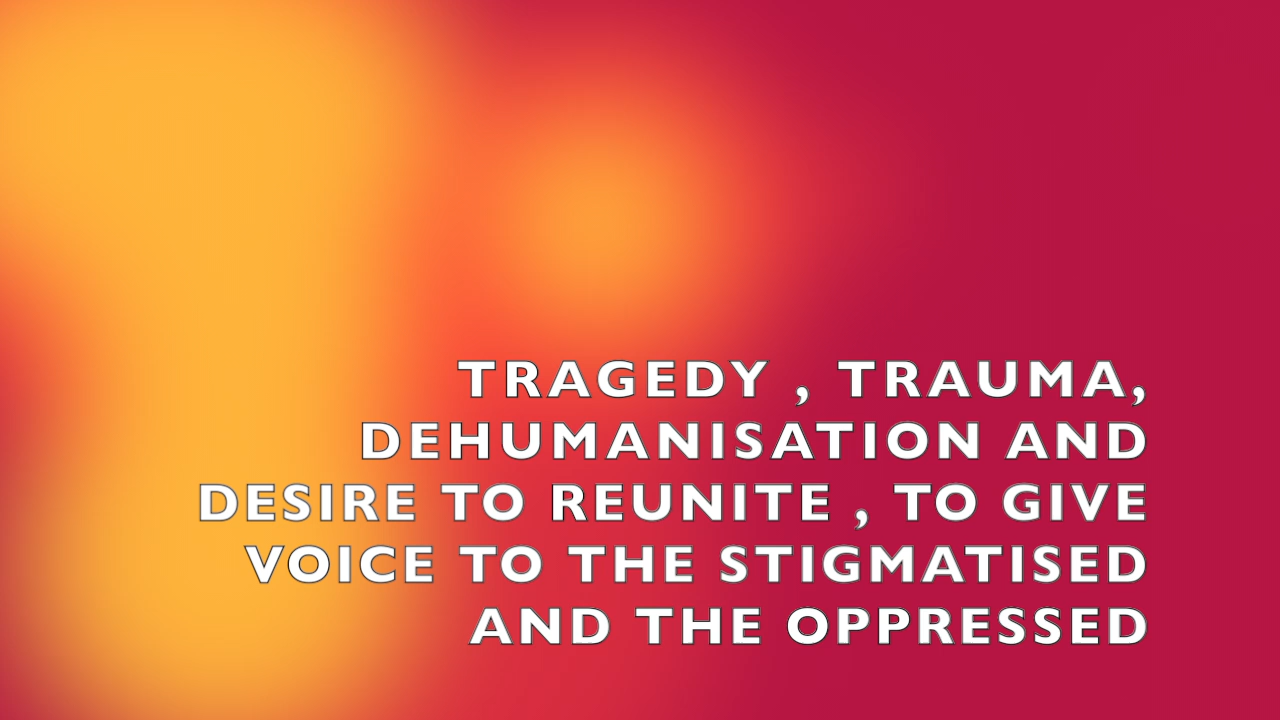 TRAGEDY , TRAUMA,
DEHUMANISATION AND
DESIRE TO REUNITE , TO GIVE
VOICE TO THE STIGMATISED
AND THE OPPRESSED